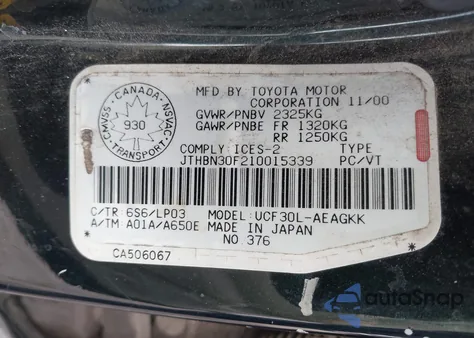 CMVSS · CANADA · NSVAC
930
TRANSPORT
MFD BY TOYOTA MOTOR
CORPORATION 11/00
GVWR/PNBV 2325KG
GAWR/PNBE FR 1320KG
RR 1250KG
COMPLY ICES-2 TYPE
JTHBN30F210015339 PC/VT
C/TR: 6S6/LP03 MODEL: UCF30L-AEAGKK
A/TM: A01A/A650E MADE IN JAPAN
NO 376
CA506067
autoSnap